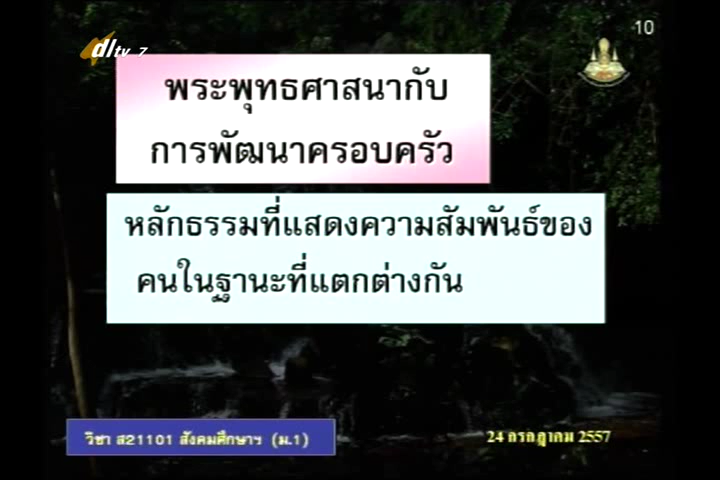 dltv 7
10
พระพุทธศาสนากับ
การพัฒนาครอบครัว
หลักธรรมที่แสดงความสัมพันธ์ของ
คนในฐานะที่แตกต่างกัน
วิชา ส21101 สังคมศึกษาฯ (ม.1)
24 กรกฎาคม 2557